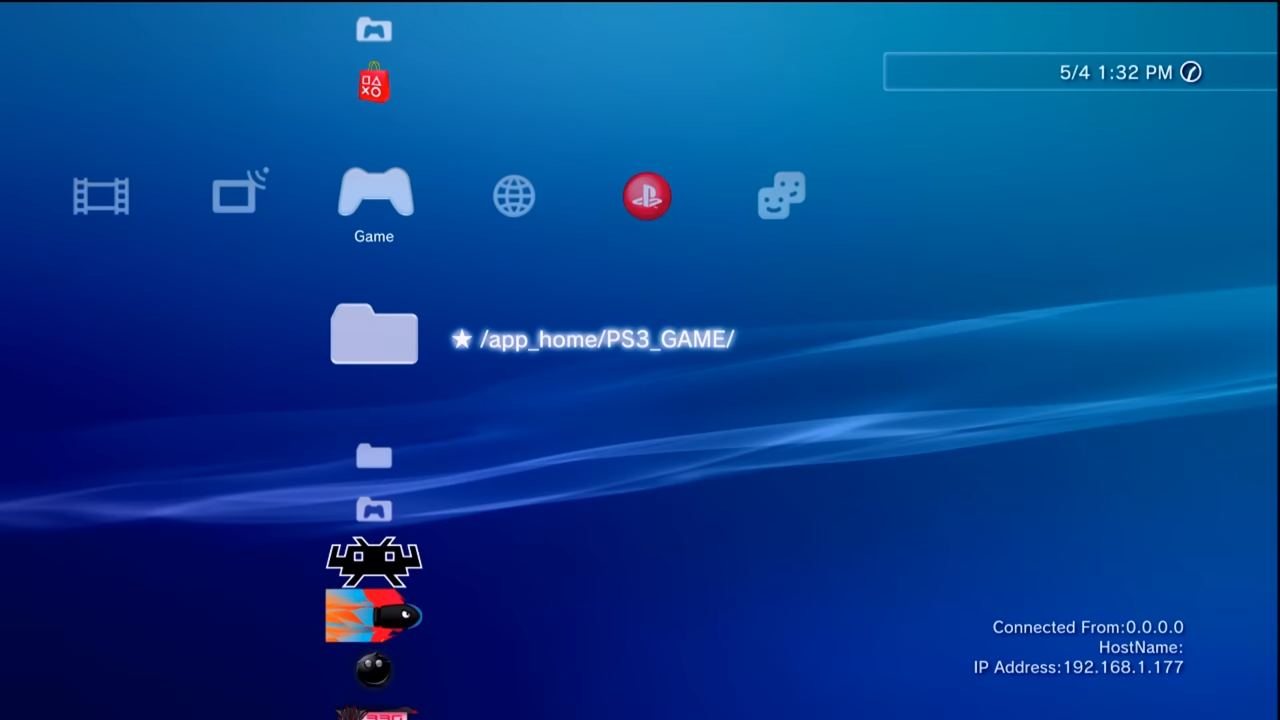 5/4 1:32 PM
Game
★ /app_home/PS3_GAME/
Connected From:0.0.0.0
HostName:
IP Address:192.168.1.177